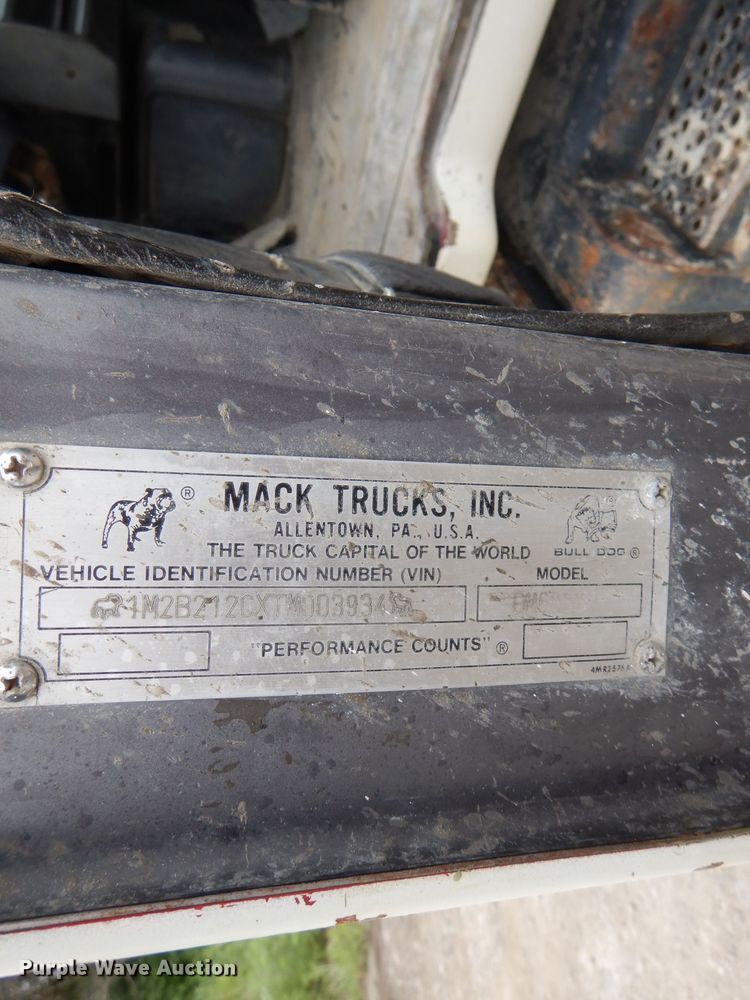 MACK TRUCKS, INC.
ALLENTOWN, PA., U.S.A.
THE TRUCK CAPITAL OF THE WORLD
BULL DOG ®
®
VEHICLE IDENTIFICATION NUMBER (VIN)
MODEL
1M2B212CXTM003934
"PERFORMANCE COUNTS" ®
Purple Wave Auction